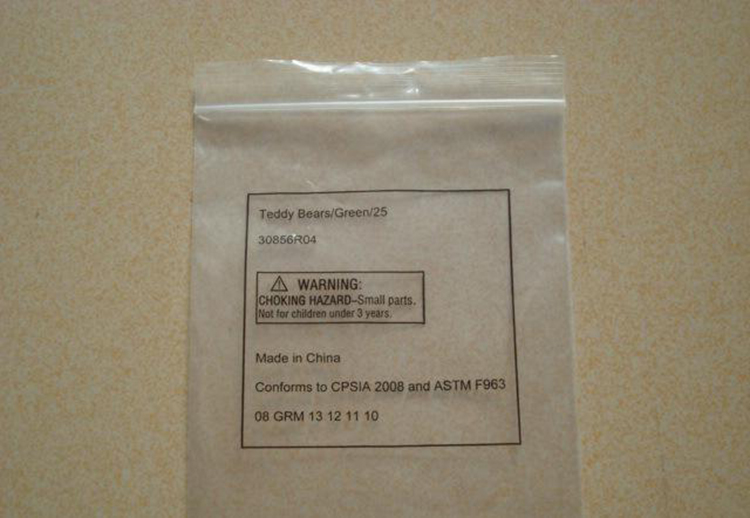 Teddy Bears/Green/25
30856R04
WARNING:
CHOKING HAZARD–Small parts.
Not for children under 3 years.
Made in China
Conforms to CPSIA 2008 and ASTM F963
08 GRM 13 12 11 10